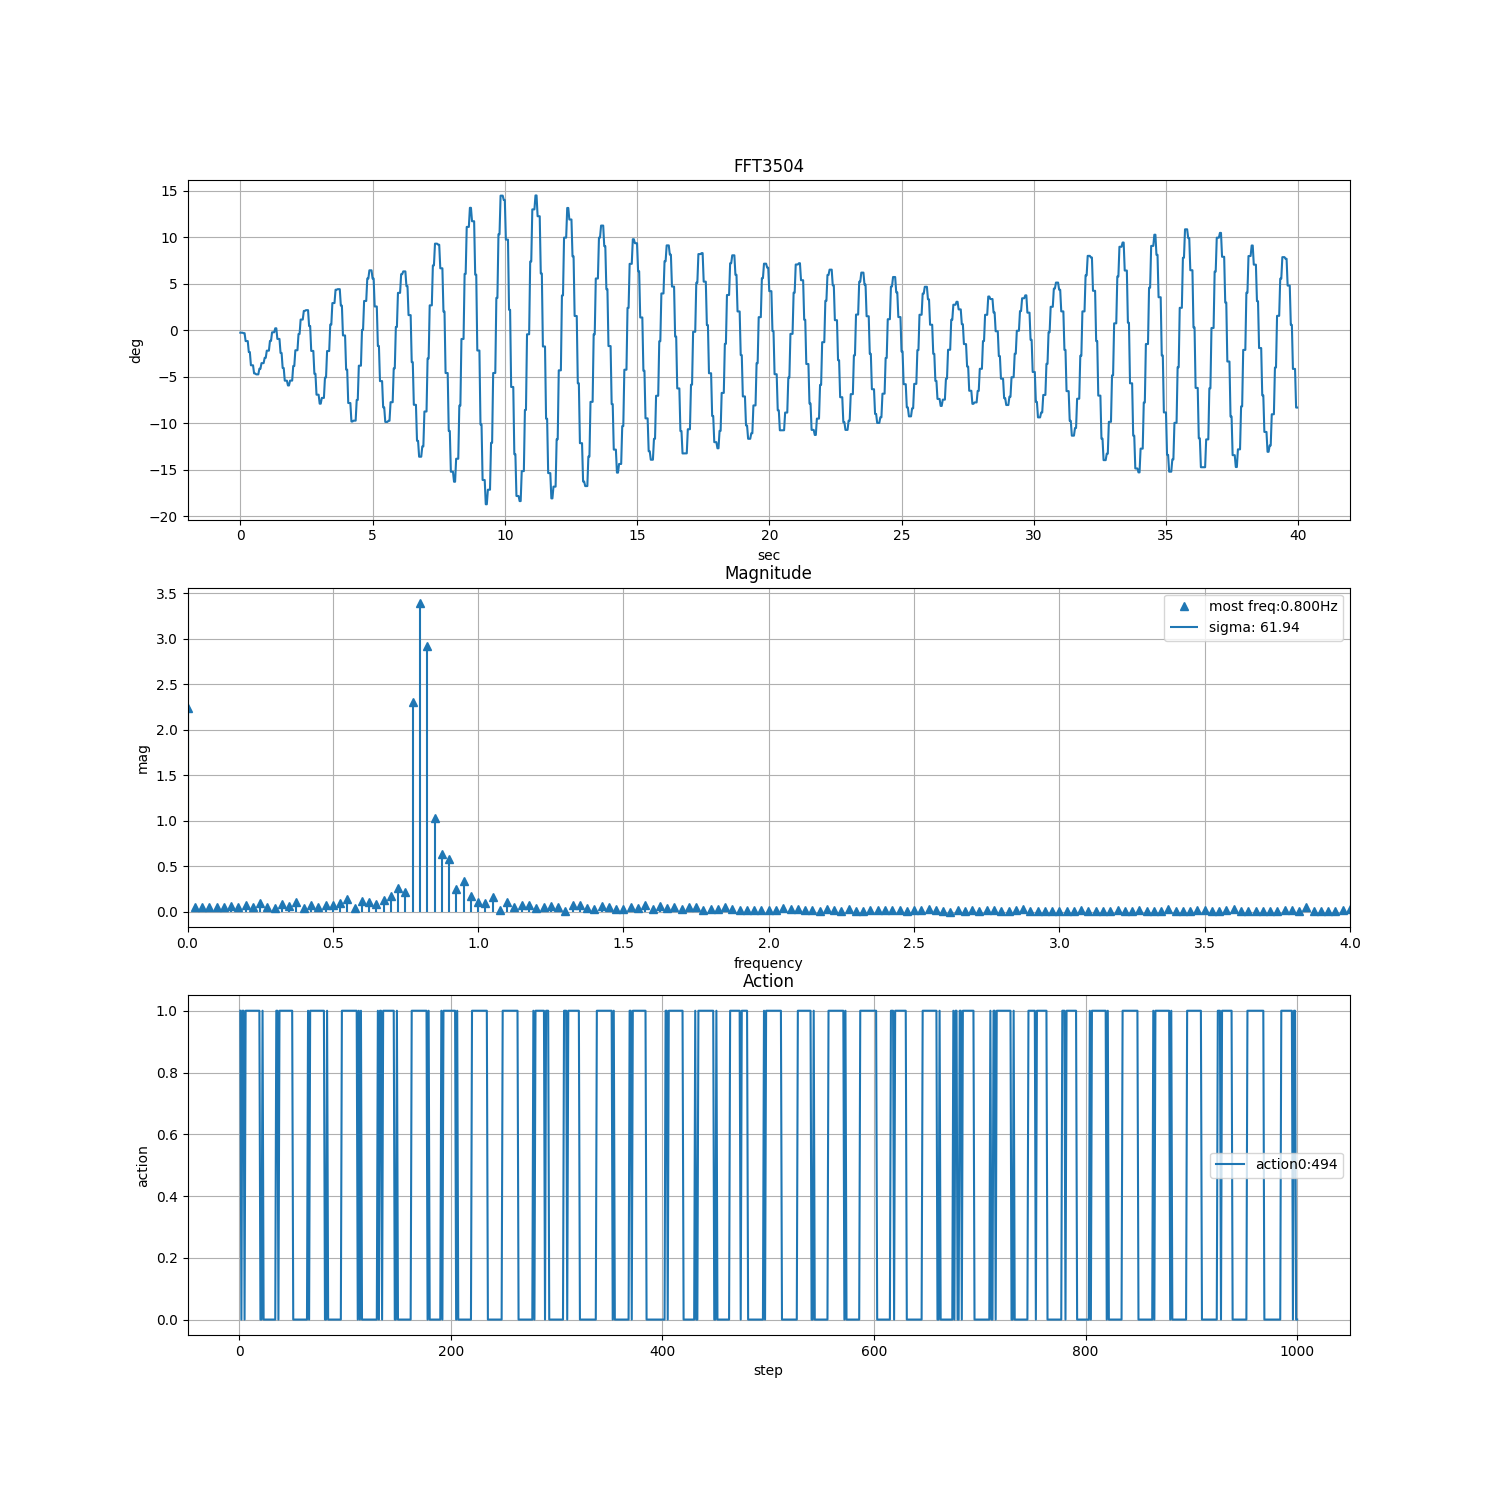 FFT3504
15
10
5
0
−5
−10
−15
−20
deg
0 5 10 15 20 25 30 35 40
sec
Magnitude
3.5
3.0
2.5
2.0
1.5
1.0
0.5
0.0
mag
most freq:0.800Hz
sigma: 61.94
0.0 0.5 1.0 1.5 2.0 2.5 3.0 3.5 4.0
frequency
Action
1.0
0.8
0.6
0.4
0.2
0.0
action
action0:494
0 200 400 600 800 1000
step